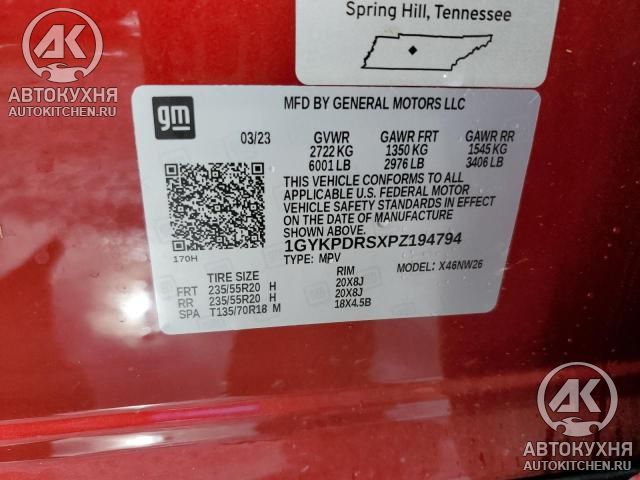 Spring Hill, Tennessee
AK
АВТОКУХНЯ
AUTOKITCHEN.RU
gm
MFD BY GENERAL MOTORS LLC
03/23 GVWR GAWR FRT GAWR RR
2722 KG 1350 KG 1545 KG
6001 LB 2976 LB 3406 LB
THIS VEHICLE CONFORMS TO ALL
APPLICABLE U.S. FEDERAL MOTOR
VEHICLE SAFETY STANDARDS IN EFFECT
ON THE DATE OF MANUFACTURE
SHOWN ABOVE.
170H
1GYKPDRSXPZ194794
TYPE: MPV MODEL: X46NW26
TIRE SIZE RIM
FRT 235/55R20 H 20X8J
RR 235/55R20 H 20X8J
SPA T135/70R18 M 18X4.5B
AK
АВТОКУХНЯ
AUTOKITCHEN.RU